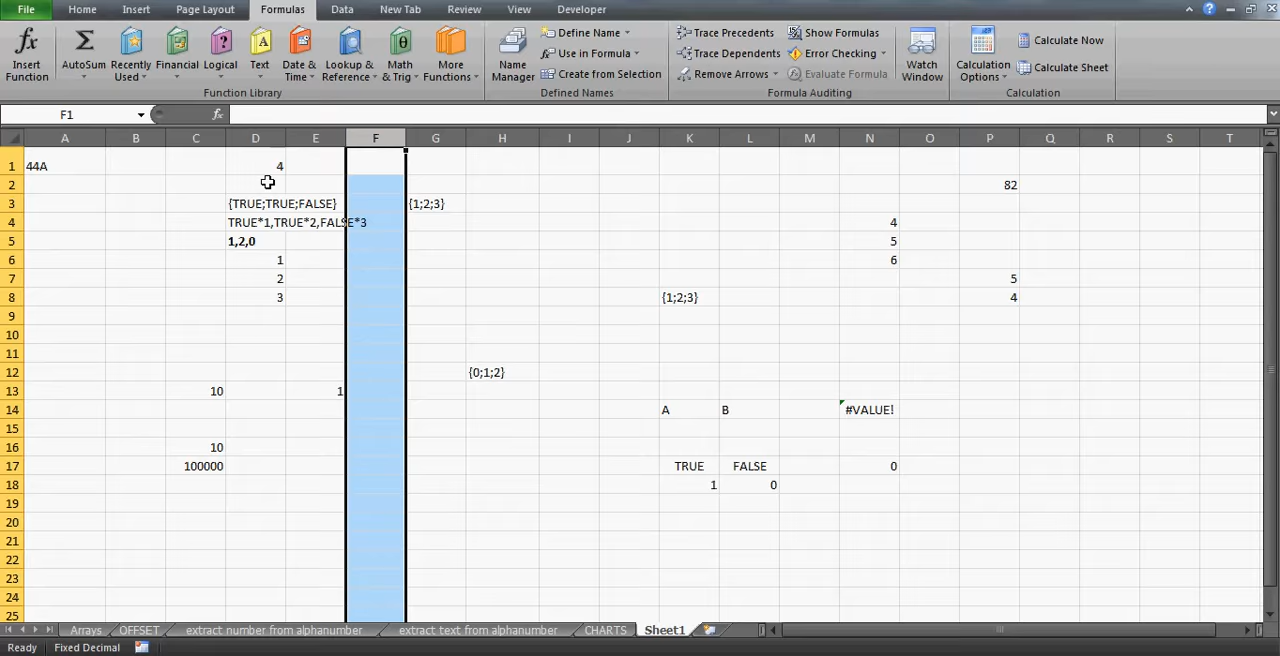 File Home Insert Page Layout Formulas Data New Tab Review View Developer
fx Insert Function
Σ AutoSum
Recently Used
Financial
Logical
Text
Date & Time
Lookup & Reference
Math & Trig
More Functions
Function Library
Name Manager
Define Name
Use in Formula
Create from Selection
Defined Names
Trace Precedents
Trace Dependents
Remove Arrows
Show Formulas
Error Checking
Evaluate Formula
Watch Window
Formula Auditing
Calculation Options
Calculate Now
Calculate Sheet
Calculation
F1 fx
A B C D E F G H I J K L M N O P Q R S T
1 44A 4
2 82
3 {TRUE;TRUE;FALSE} {1;2;3}
4 TRUE*1,TRUE*2,FALSE*3 4
5 1,2,0 5
6 1 6
7 2 5
8 3 {1;2;3} 4
9
10
11
12 {0;1;2}
13 10 1
14 A B #VALUE!
15
16 10
17 100000 TRUE FALSE 0
18 1 0
19
20
21
22
23
24
25
Arrays OFFSET extract number from alphanumber extract text from alphanumber CHARTS Sheet1
Ready Fixed Decimal